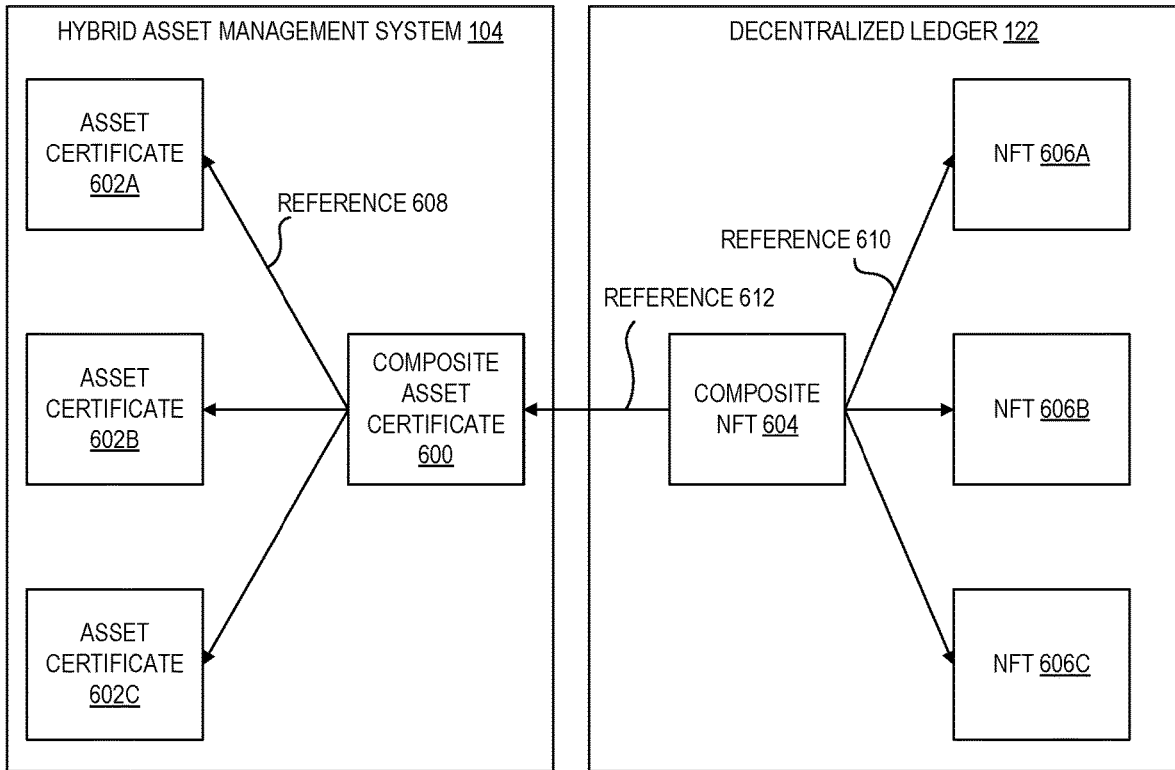 HYBRID ASSET MANAGEMENT SYSTEM 104
ASSET
CERTIFICATE
602A
REFERENCE 608
ASSET
CERTIFICATE
602B
COMPOSITE
ASSET
CERTIFICATE
600
ASSET
CERTIFICATE
602C
DECENTRALIZED LEDGER 122
NFT 606A
REFERENCE 610
REFERENCE 612
COMPOSITE
NFT 604
NFT 606B
NFT 606C